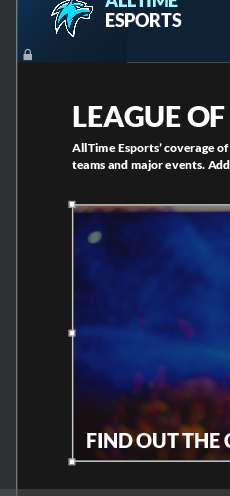 ALLTIME
ESPORTS
LEAGUE OF
AllTime Esports' coverage of
teams and major events. Add
FIND OUT THE